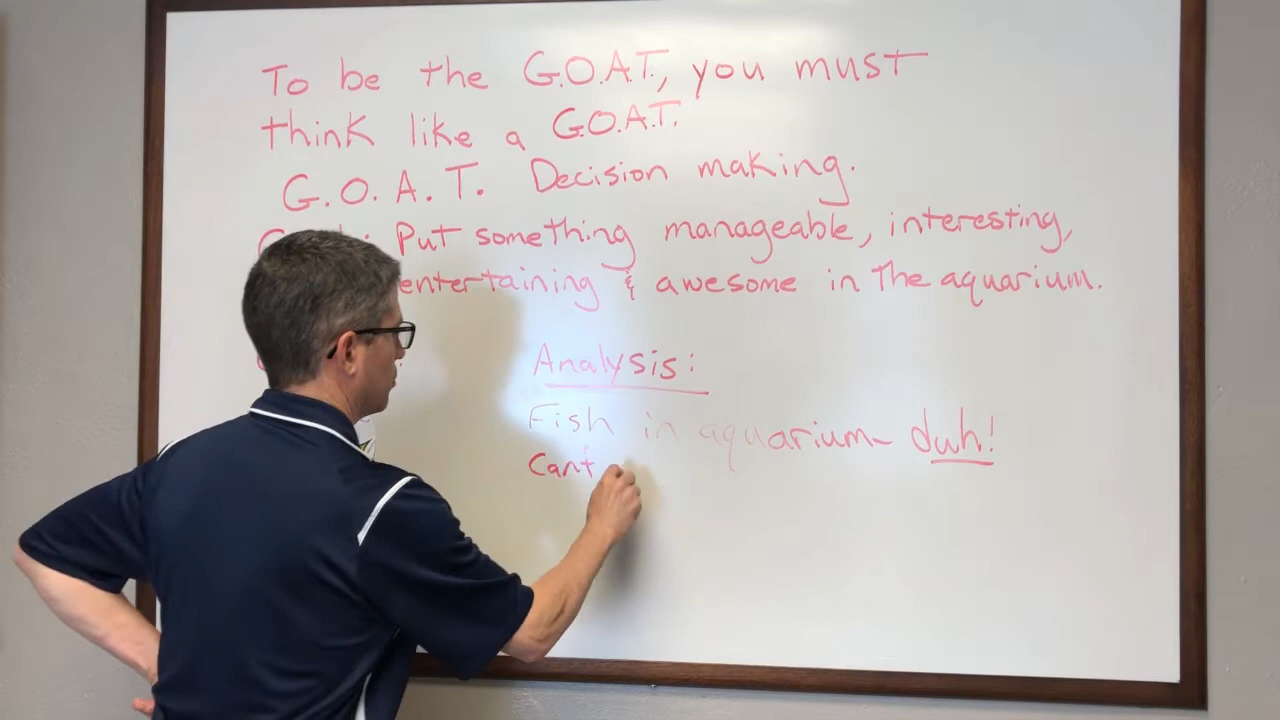 To be the G.O.A.T., you must
think like a G.O.A.T.
G.O.A.T. Decision making.
Put something manageable, interesting,
entertaining & awesome in the aquarium.
Analysis:
Fish in aquarium- duh!
Cant